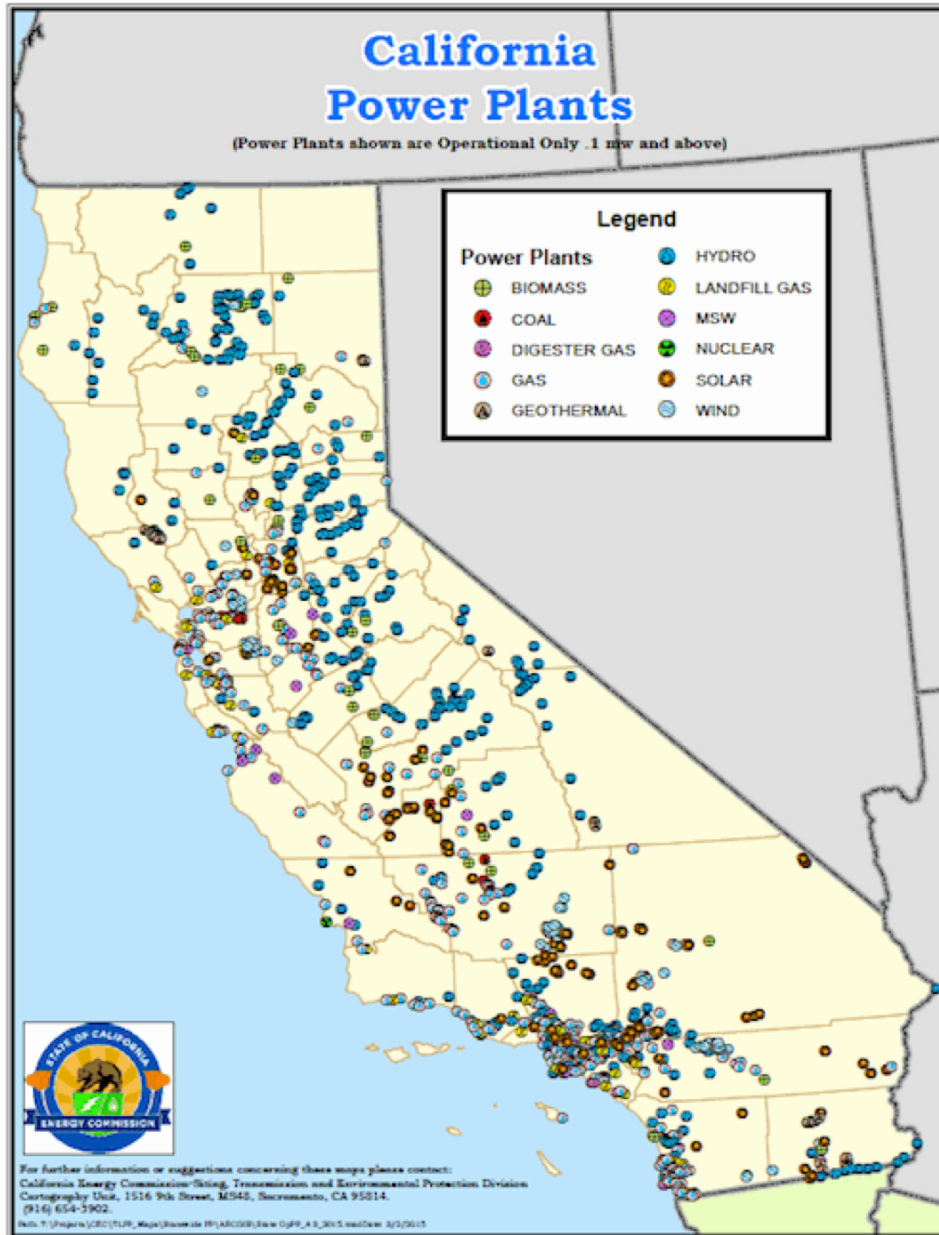 California
Power Plants
(Power Plants shown are Operational Only .1 mw and above)
Legend
Power Plants
BIOMASS
COAL
DIGESTER GAS
GAS
GEOTHERMAL
HYDRO
LANDFILL GAS
MSW
NUCLEAR
SOLAR
WIND
STATE OF CALIFORNIA
ENERGY COMMISSION
For further information or suggestions concerning these maps please contact:
California Energy Commission-Siting, Transmission and Environmental Protection Division
Cartography Unit, 1516 9th Street, MS48, Sacramento, CA 95814.
(916) 654-3902.